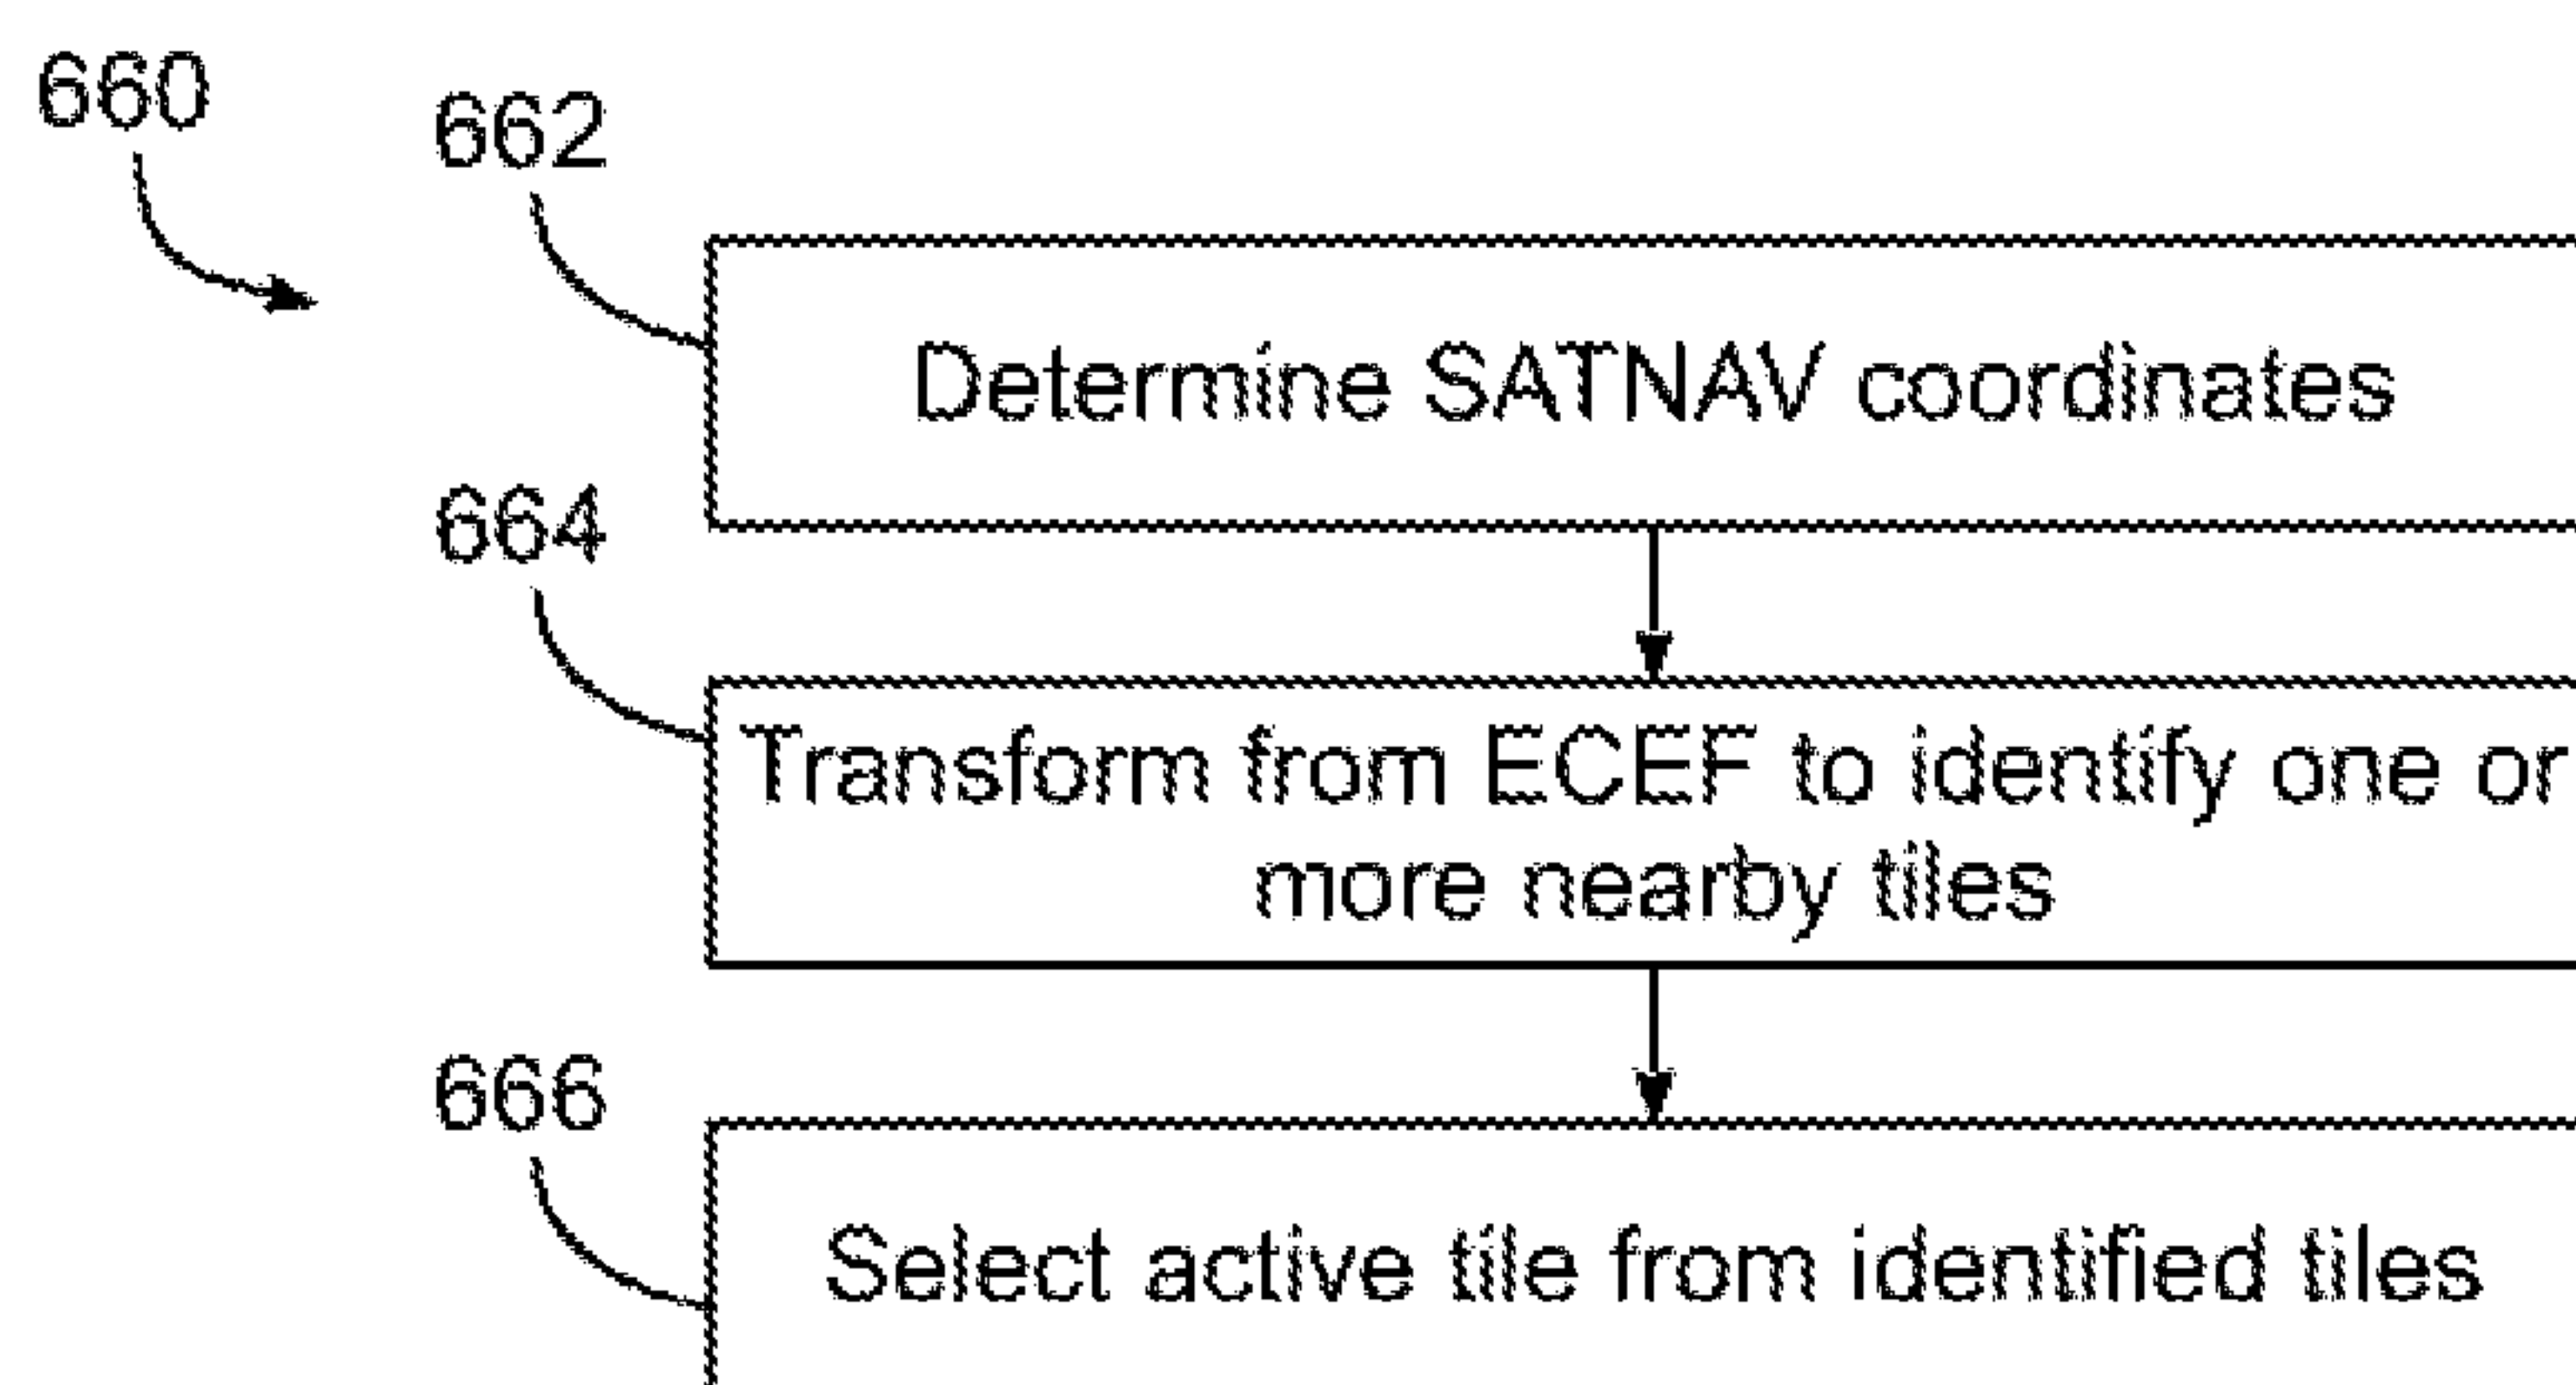 660
662
Determine SATNAV coordinates
664
Transform from ECEF to identify one or
more nearby tiles
666
Select active tile from identified tiles